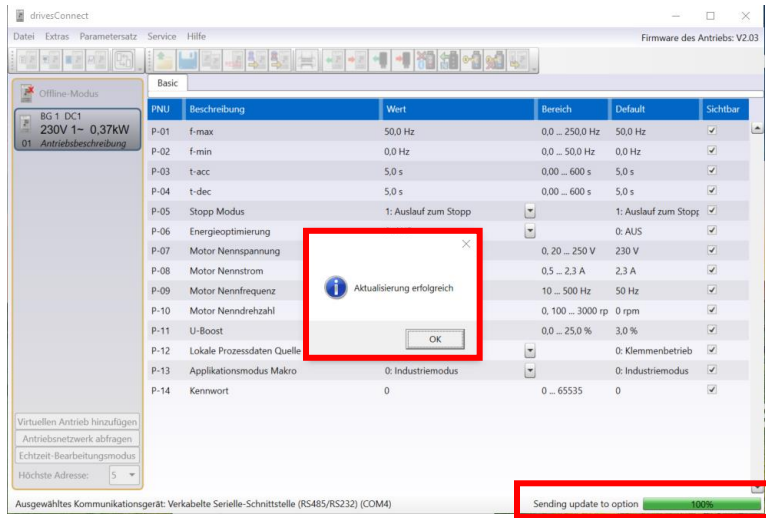 drivesConnect
Datei Extras Parametersatz Service Hilfe Firmware des Antriebs: V2.03
Offline-Modus
BG 1 DC1
230V 1~ 0,37kW
01 Antriebsbeschreibung
Basic
PNU Beschreibung Wert Bereich Default Sichtbar
P-01 f-max 50,0 Hz 0,0 ... 250,0 Hz 50,0 Hz
P-02 f-min 0,0 Hz 0,0 ... 50,0 Hz 0,0 Hz
P-03 t-acc 5,0 s 0,00 ... 600 s 5,0 s
P-04 t-dec 5,0 s 0,00 ... 600 s 5,0 s
P-05 Stopp Modus 1: Auslauf zum Stopp 1: Auslauf zum Stopp
P-06 Energieoptimierung 0: AUS
P-07 Motor Nennspannung 0, 20 ... 250 V 230 V
P-08 Motor Nennstrom 0,5 ... 2,3 A 2,3 A
P-09 Motor Nennfrequenz 10 ... 500 Hz 50 Hz
P-10 Motor Nenndrehzahl 0, 100 ... 3000 rp 0 rpm
P-11 U-Boost 0,0 ... 25,0 % 3,0 %
P-12 Lokale Prozessdaten Quelle 0: Klemmenbetrieb
P-13 Applikationsmodus Makro 0: Industriemodus 0: Industriemodus
P-14 Kennwort 0 0 ... 65535 0
Aktualisierung erfolgreich
OK
Virtuellen Antrieb hinzufügen
Antriebsnetzwerk abfragen
Echtzeit-Bearbeitungsmodus
Höchste Adresse: 5
Ausgewähltes Kommunikationsgerät: Verkabelte Serielle-Schnittstelle (RS485/RS232) (COM4) Sending update to option 100%